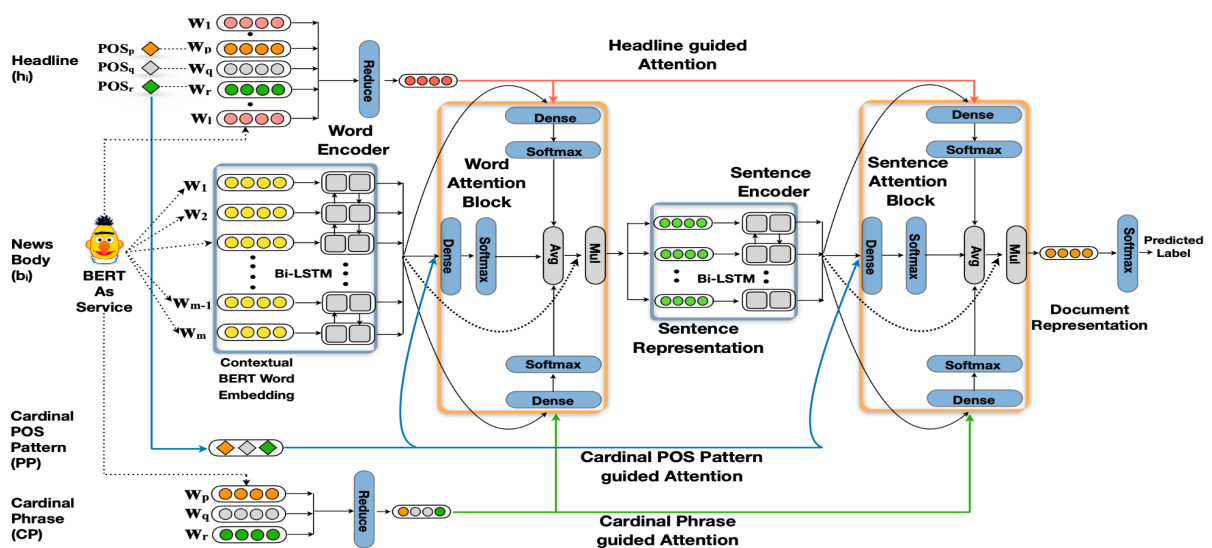 Headline
(hi)
POSp
POSq
POSr
W1
Wp
Wq
Wr
Wl
Reduce
Headline guided
Attention
Word
Encoder
News
Body
(bi)
BERT
As
Service
W1
W2
Wm-1
Wm
Bi-LSTM
Contextual
BERT Word
Embedding
Word
Attention
Block
Dense
Softmax
Dense
Softmax
Avg
Mul
Softmax
Dense
Sentence
Encoder
Bi-LSTM
Sentence
Representation
Sentence
Attention
Block
Dense
Softmax
Dense
Softmax
Avg
Mul
Softmax
Dense
Document
Representation
Softmax
Predicted
Label
Cardinal
POS
Pattern
(PP)
Cardinal POS Pattern
guided Attention
Cardinal
Phrase
(CP)
Wp
Wq
Wr
Reduce
Cardinal Phrase
guided Attention